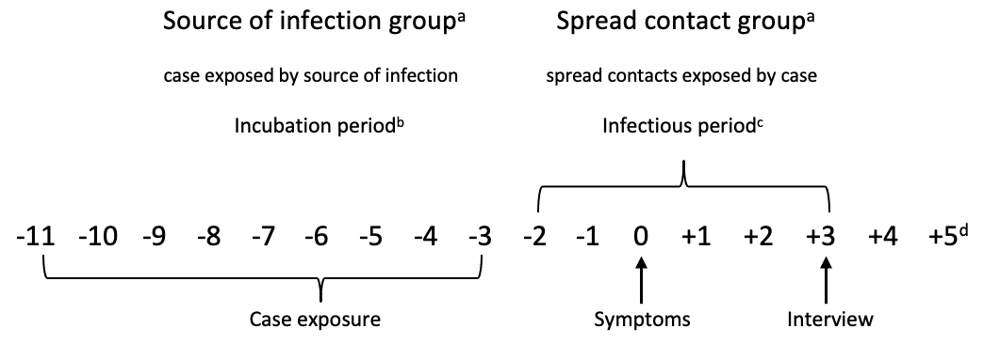 Source of infection groupᵃ Spread contact groupᵃ
case exposed by source of infection spread contacts exposed by case
Incubation periodᵇ Infectious periodᶜ
-11 -10 -9 -8 -7 -6 -5 -4 -3 -2 -1 0 +1 +2 +3 +4 +5ᵈ
Case exposure Symptoms Interview